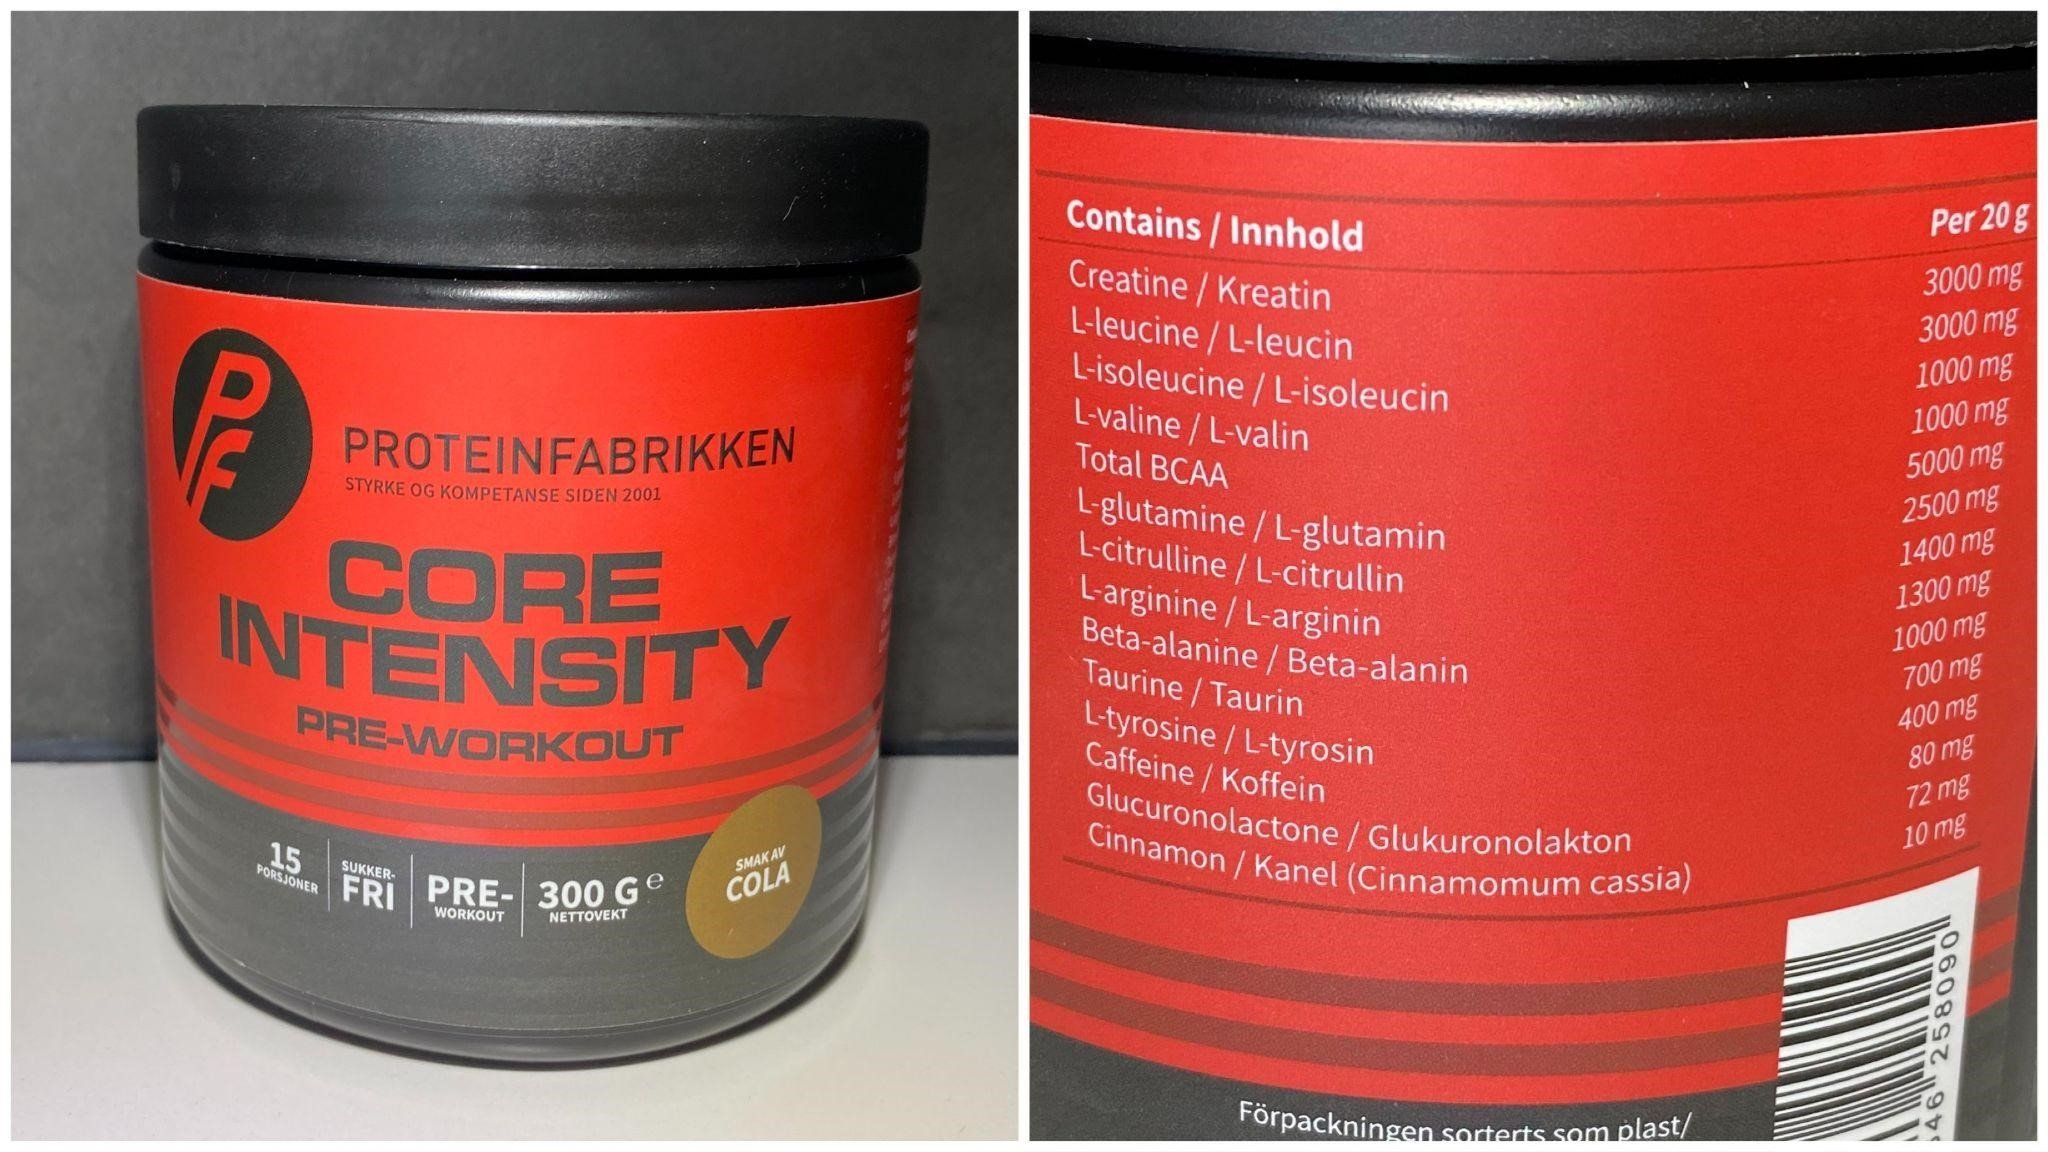 Pf
PROTEINFABRIKKEN
STYRKE OG KOMPETANSE SIDEN 2001
CORE
INTENSITY
PRE-WORKOUT
15
PORSJONER
SUKKER-
FRI
PRE-
WORKOUT
300 G ℮
NETTOVEKT
SMAK AV
COLA
Contains / Innhold Per 20 g
Creatine / Kreatin 3000 mg
L-leucine / L-leucin 3000 mg
L-isoleucine / L-isoleucin 1000 mg
L-valine / L-valin 1000 mg
Total BCAA 5000 mg
L-glutamine / L-glutamin 2500 mg
L-citrulline / L-citrullin 1400 mg
L-arginine / L-arginin 1300 mg
Beta-alanine / Beta-alanin 1000 mg
Taurine / Taurin 700 mg
L-tyrosine / L-tyrosin 400 mg
Caffeine / Koffein 80 mg
Glucuronolactone / Glukuronolakton 72 mg
Cinnamon / Kanel (Cinnamomum cassia) 10 mg
46 258090
Förpackningen sorterts som plast/